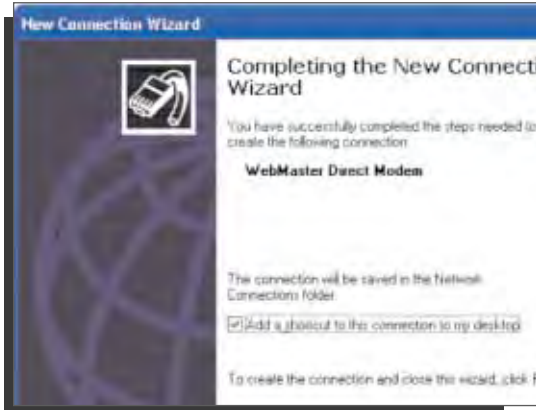 New Connection Wizard
Completing the New Connecti
Wizard
You have successfully completed the steps needed to
create the following connection:
WebMaster Direct Modem
The connection will be saved in the Network
Connections folder.
Add a shortcut to this connection to my desktop
To create the connection and close this wizard, click F